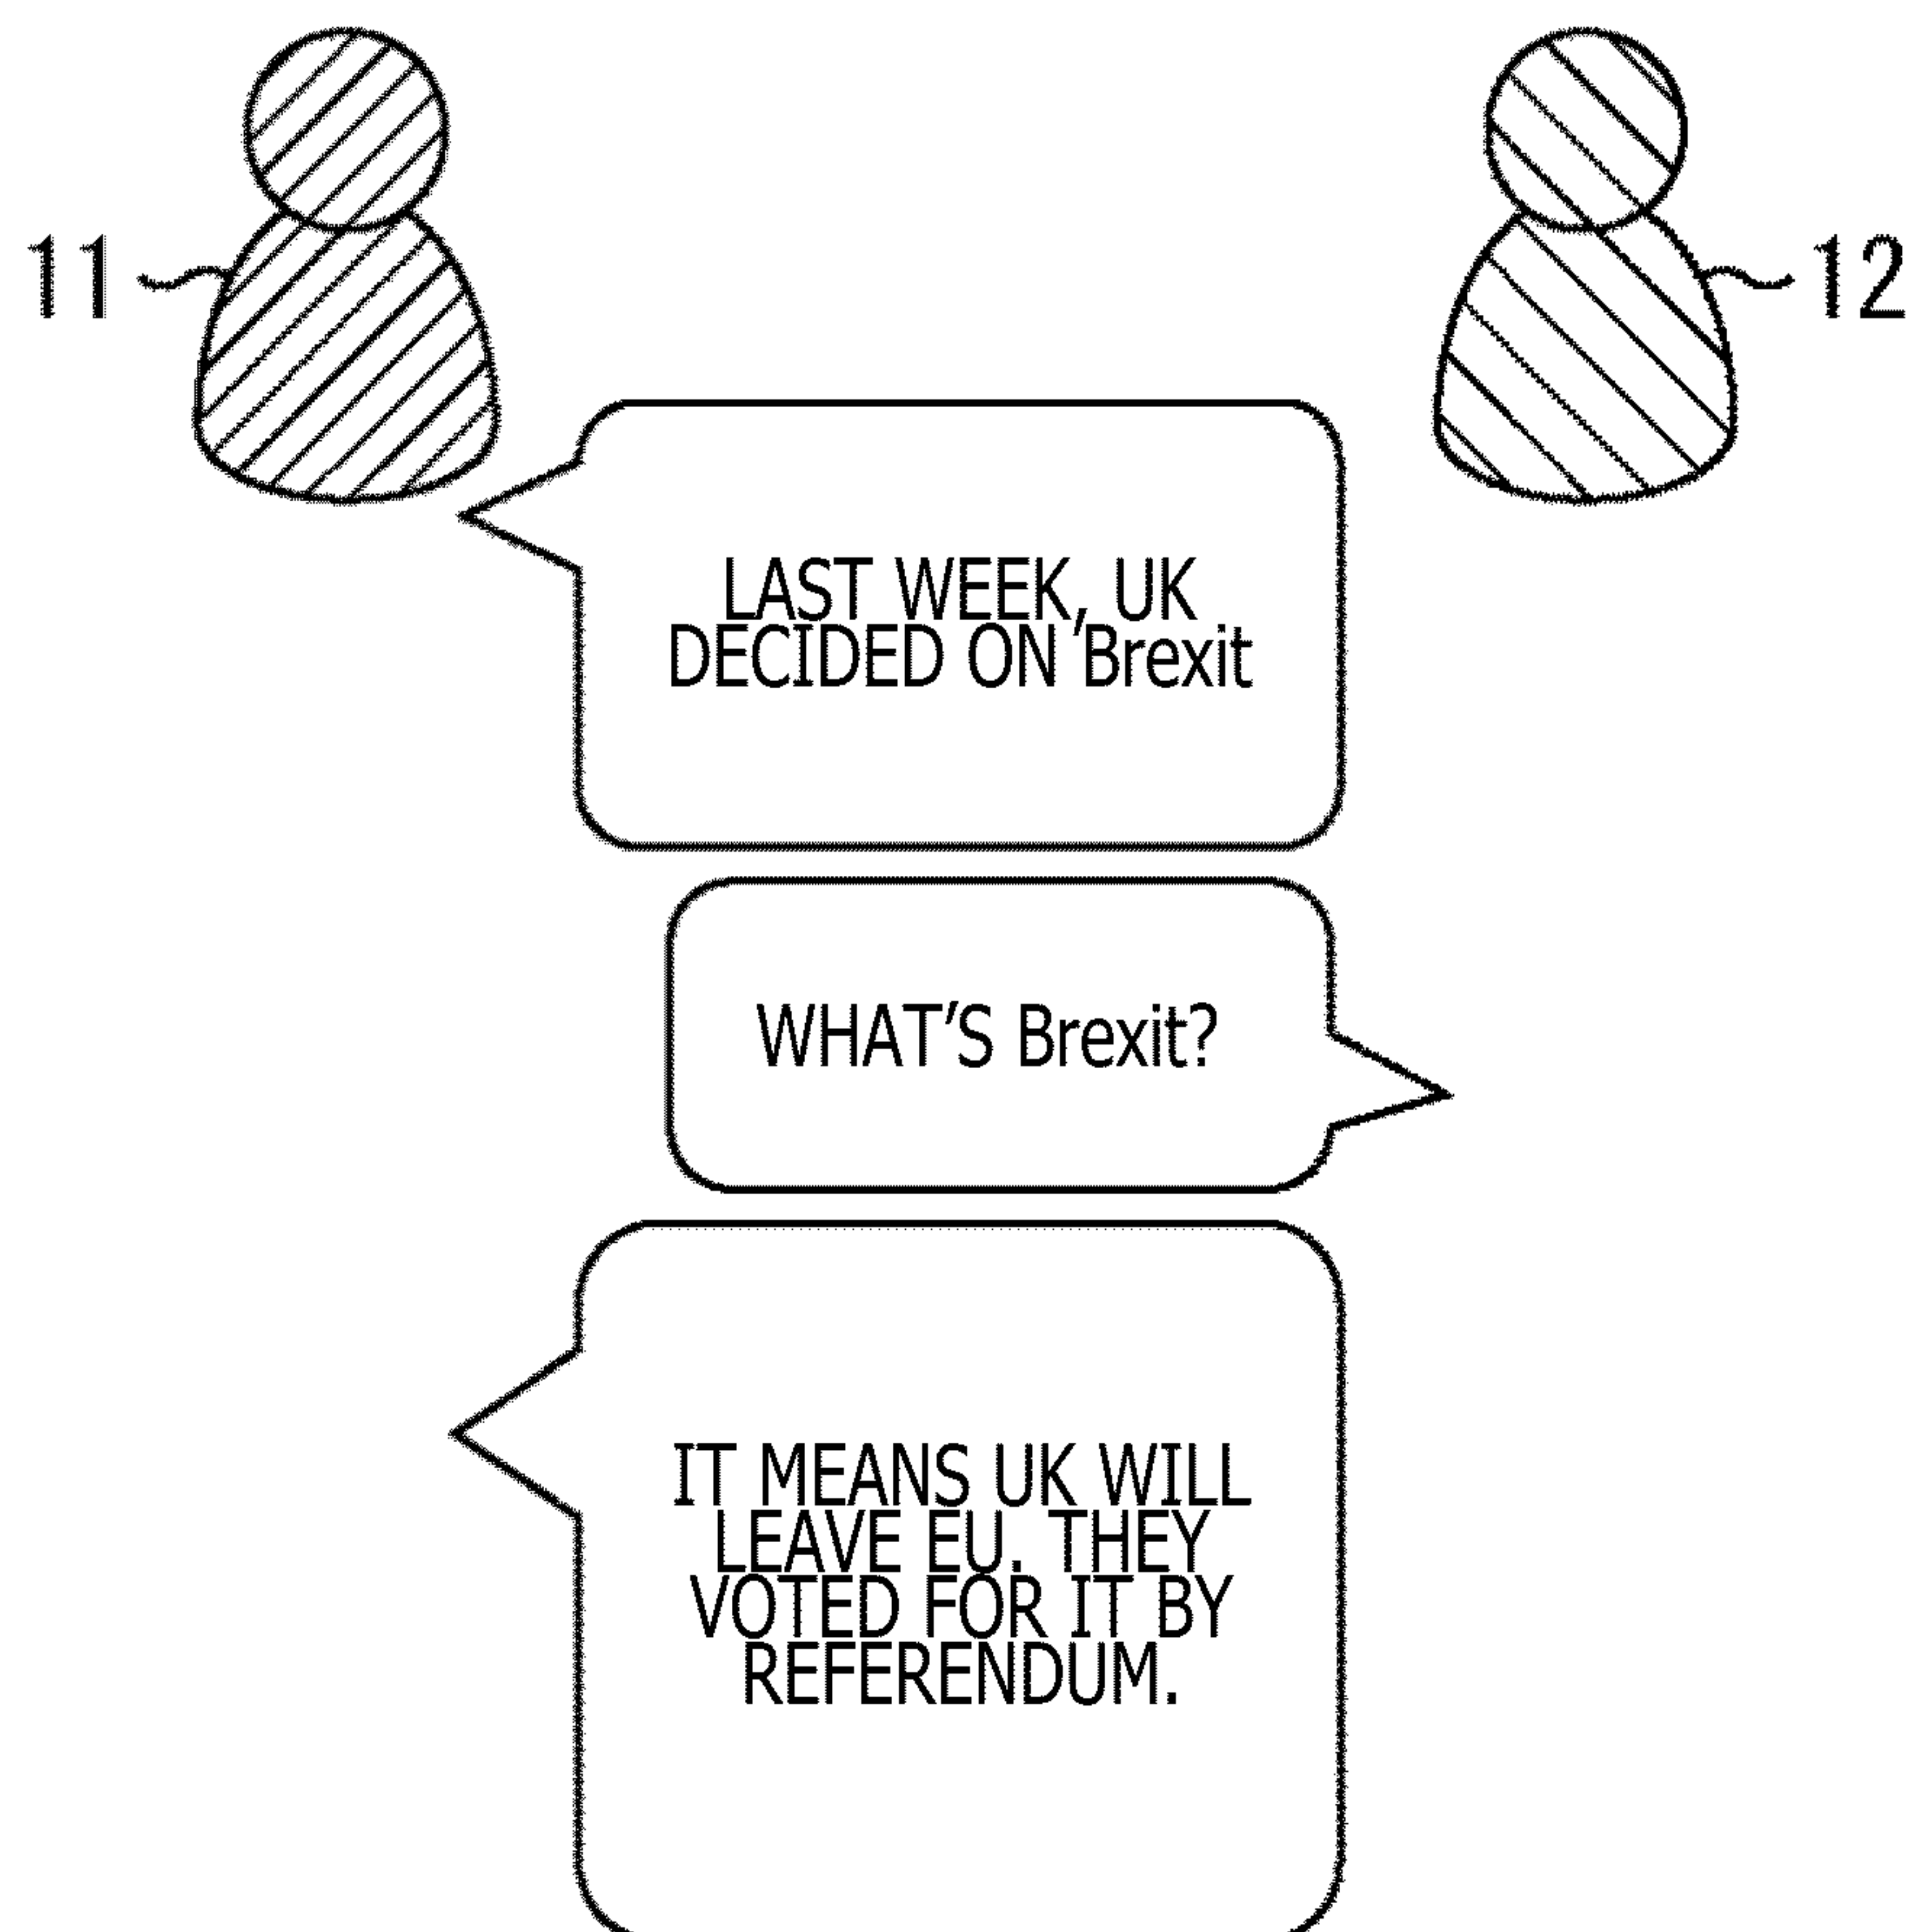 11
12
LAST WEEK, UK
DECIDED ON Brexit
WHAT'S Brexit?
IT MEANS UK WILL
LEAVE EU. THEY
VOTED FOR IT BY
REFERENDUM.